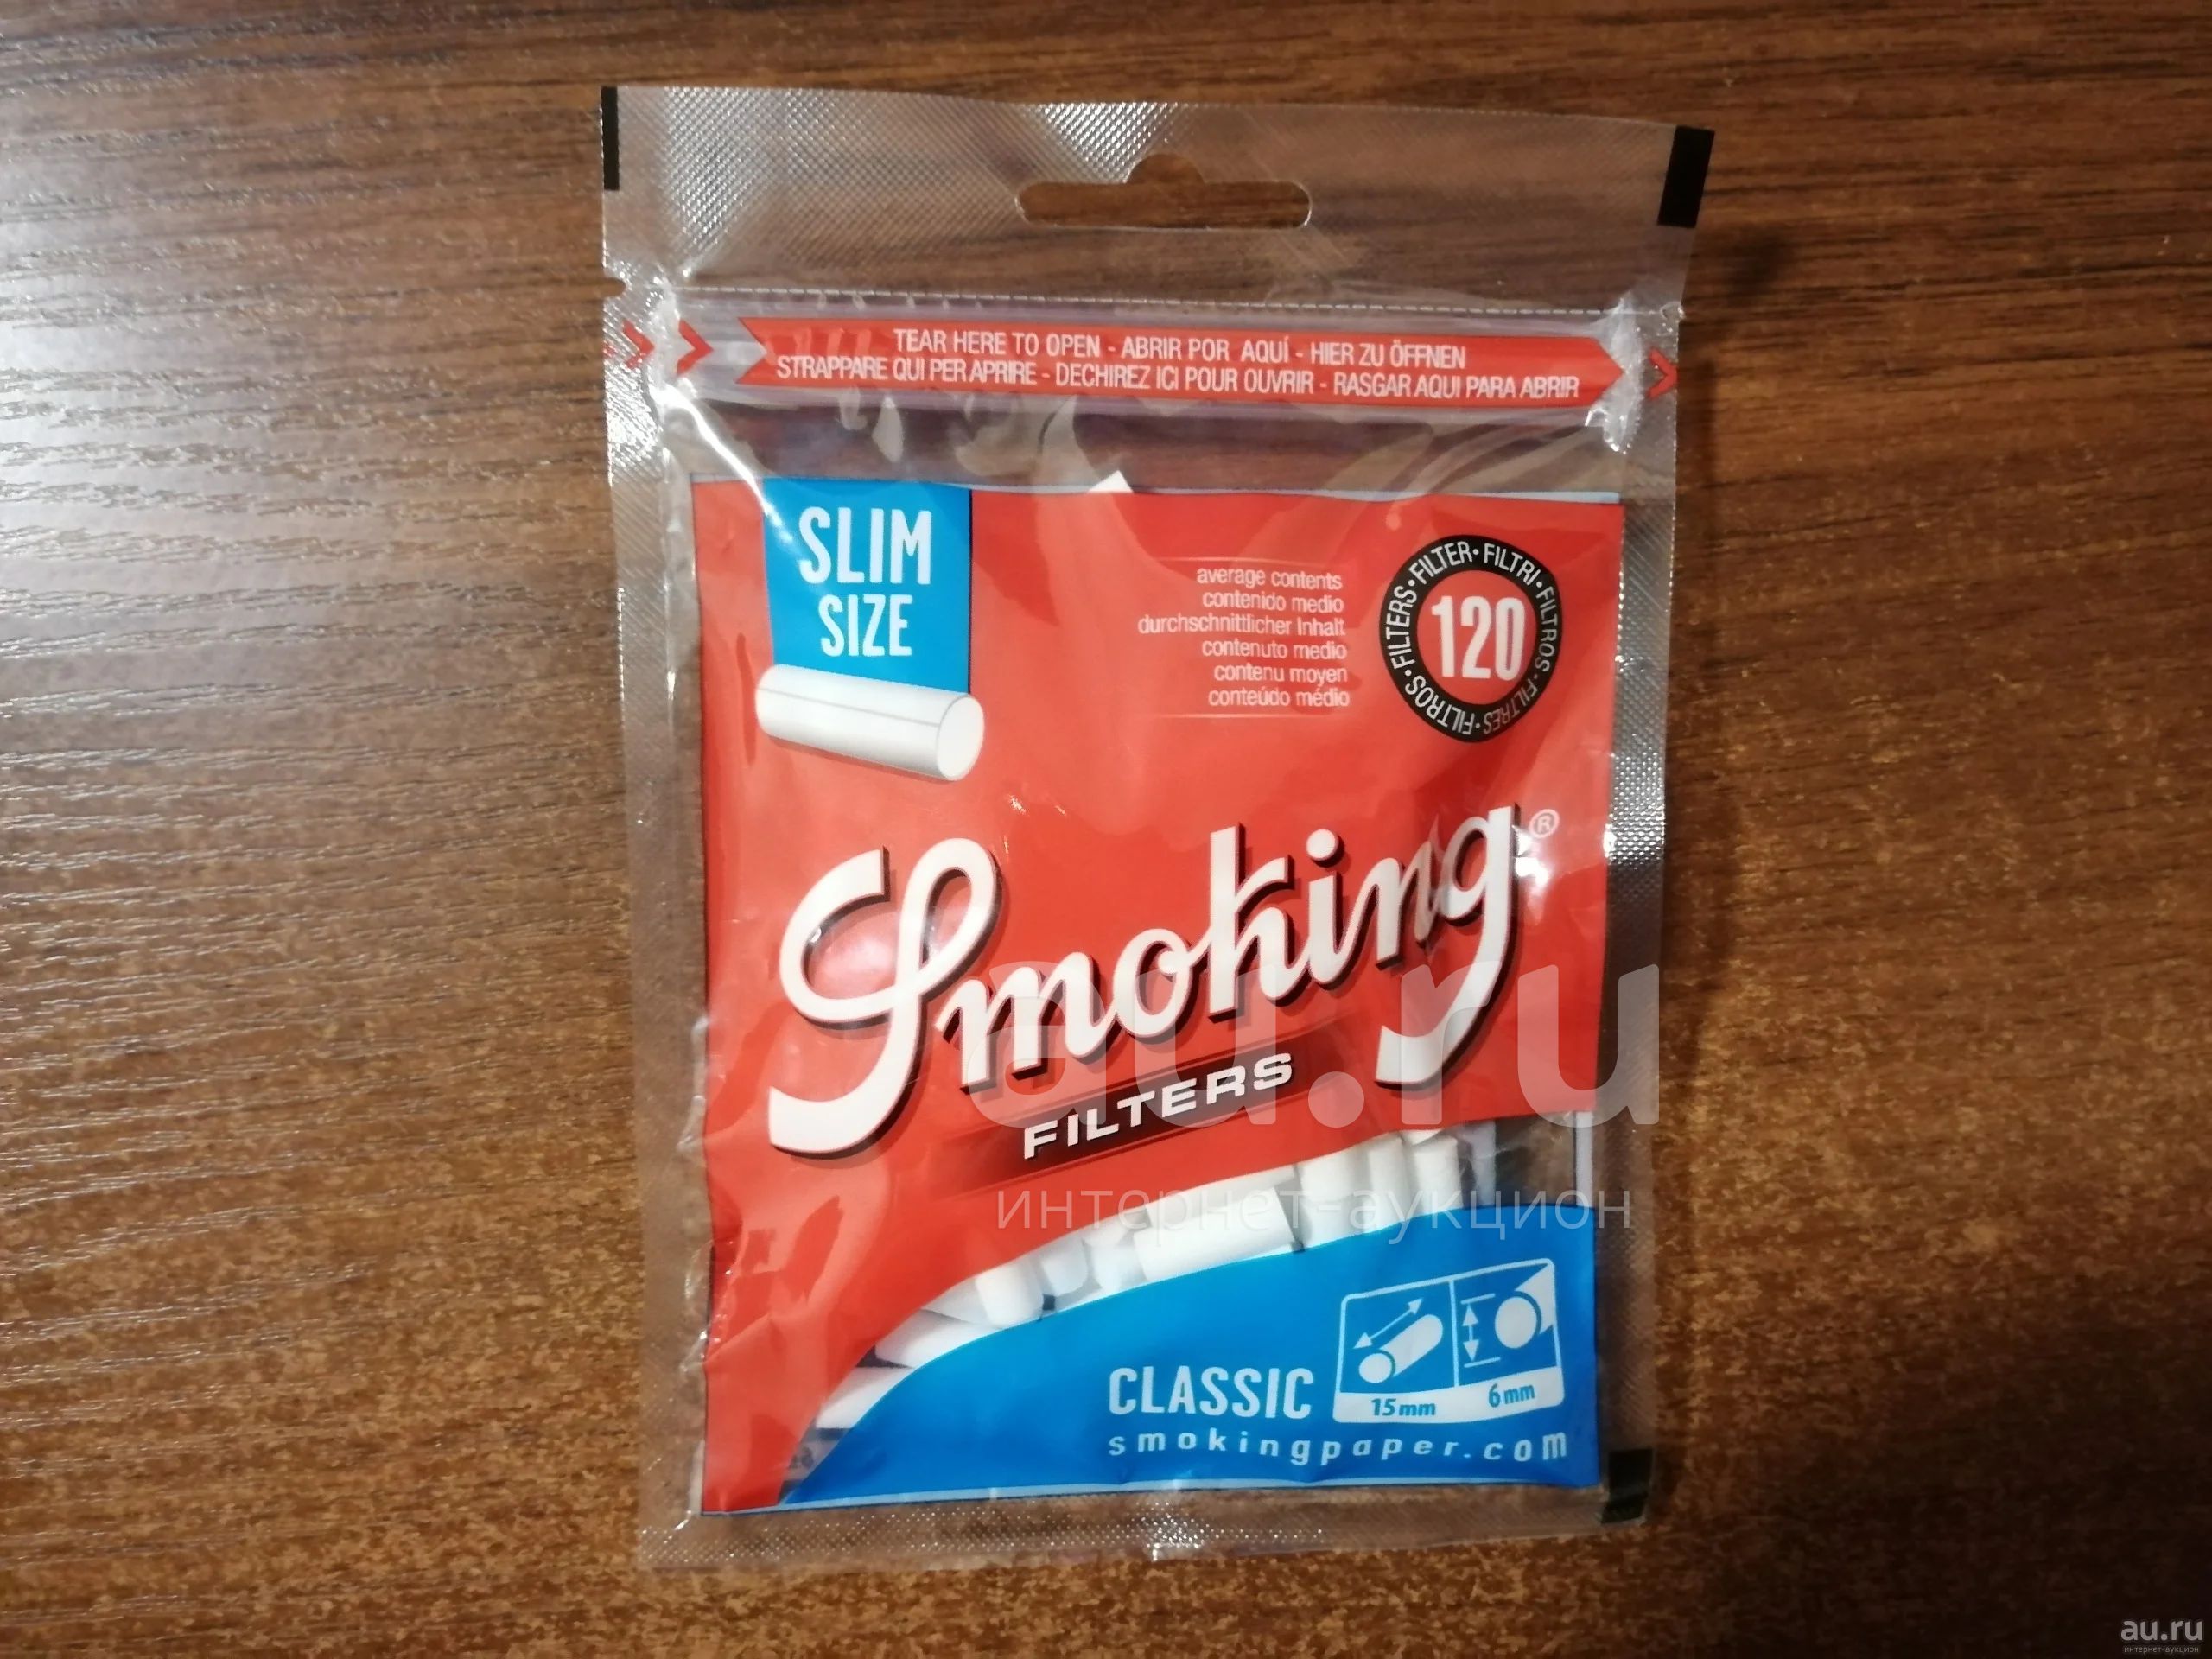 TEAR HERE TO OPEN - ABRIR POR AQUÍ - HIER ZU ÖFFNEN
STRAPPARE QUI PER APRIRE - DECHIREZ ICI POUR OUVRIR - RASGAR AQUI PARA ABRIR
SLIM
SIZE
average contents
contenido medio
durchschnittlicher Inhalt
contenuto medio
contenu moyen
conteúdo médio
FILTERS • FILTER • FILTRI • FILTROS • FILTRES • FILTROS •
120
Smoking®
FILTERS
au.ru
интернет-аукцион
CLASSIC
15mm
6mm
smokingpaper.com
au.ru
интернет-аукцион